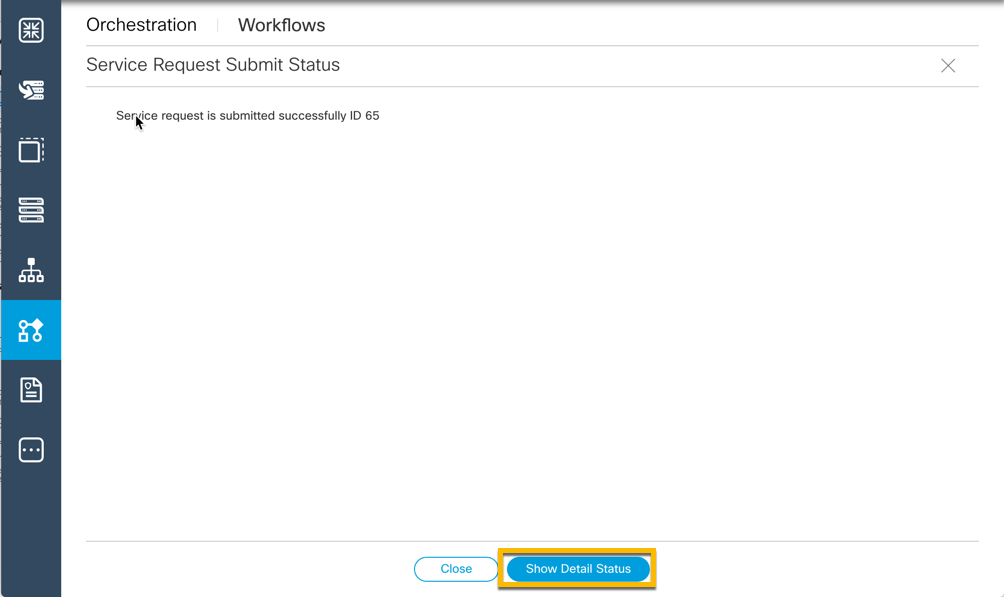 Orchestration Workflows
Service Request Submit Status
Service request is submitted successfully ID 65
Close Show Detail Status